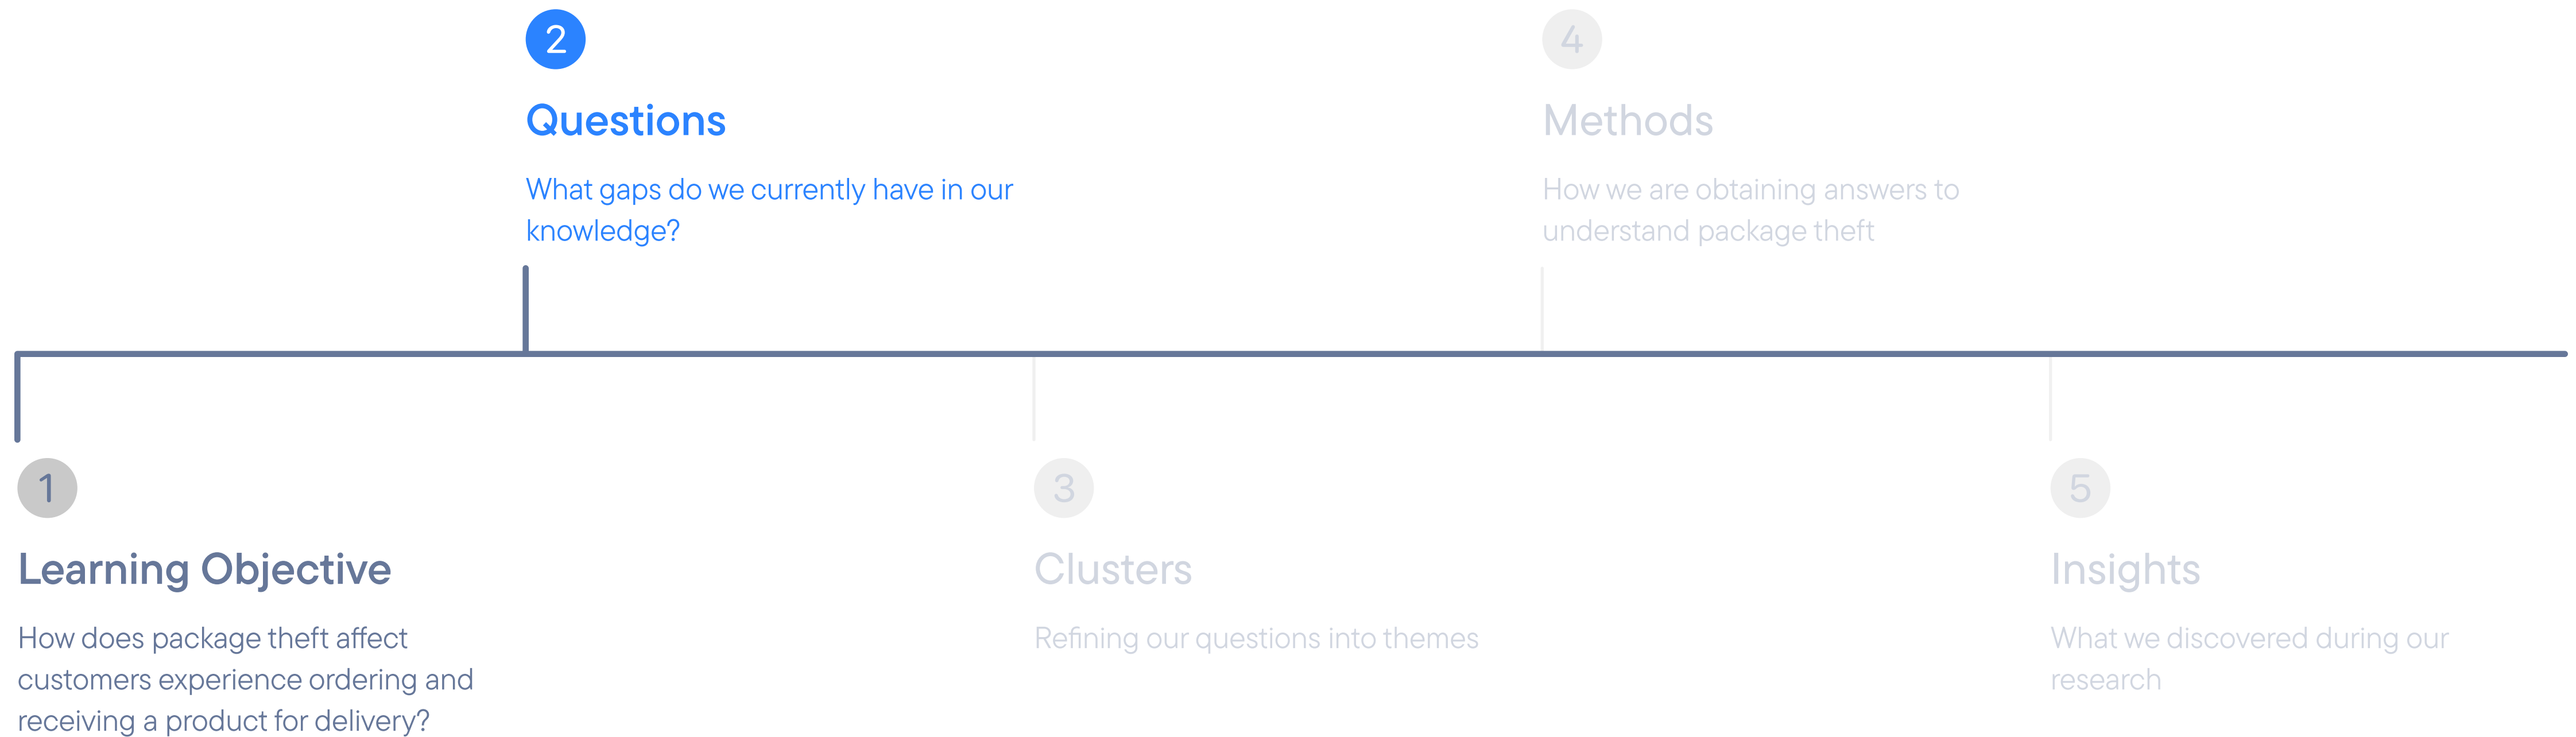 2
Questions
What gaps do we currently have in our
knowledge?
4
Methods
How we are obtaining answers to
understand package theft
1
Learning Objective
How does package theft affect
customers experience ordering and
receiving a product for delivery?
3
Clusters
Refining our questions into themes
5
Insights
What we discovered during our
research